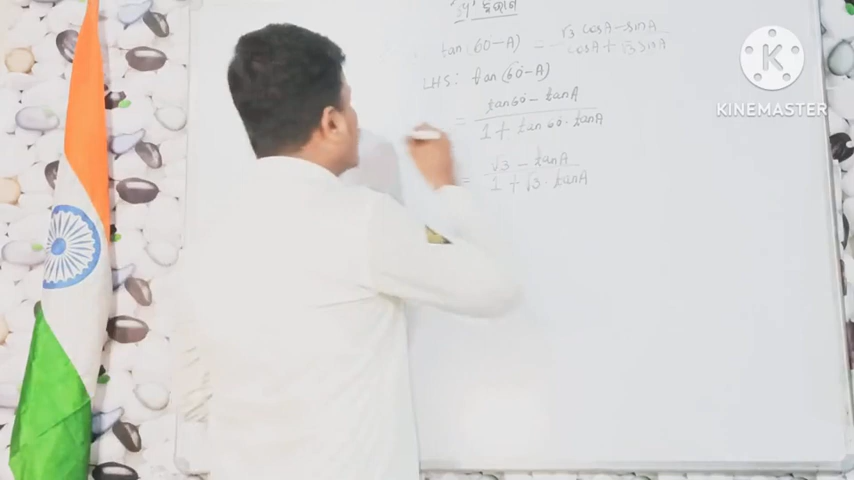 tan(60°-A) = √3 cosA - sinA / cosA + √3 sinA
LHS: tan(60°-A)
= tan60° - tanA / 1 + tan60°. tanA
= √3 - tanA / 1 + √3. tanA
K
KINEMASTER